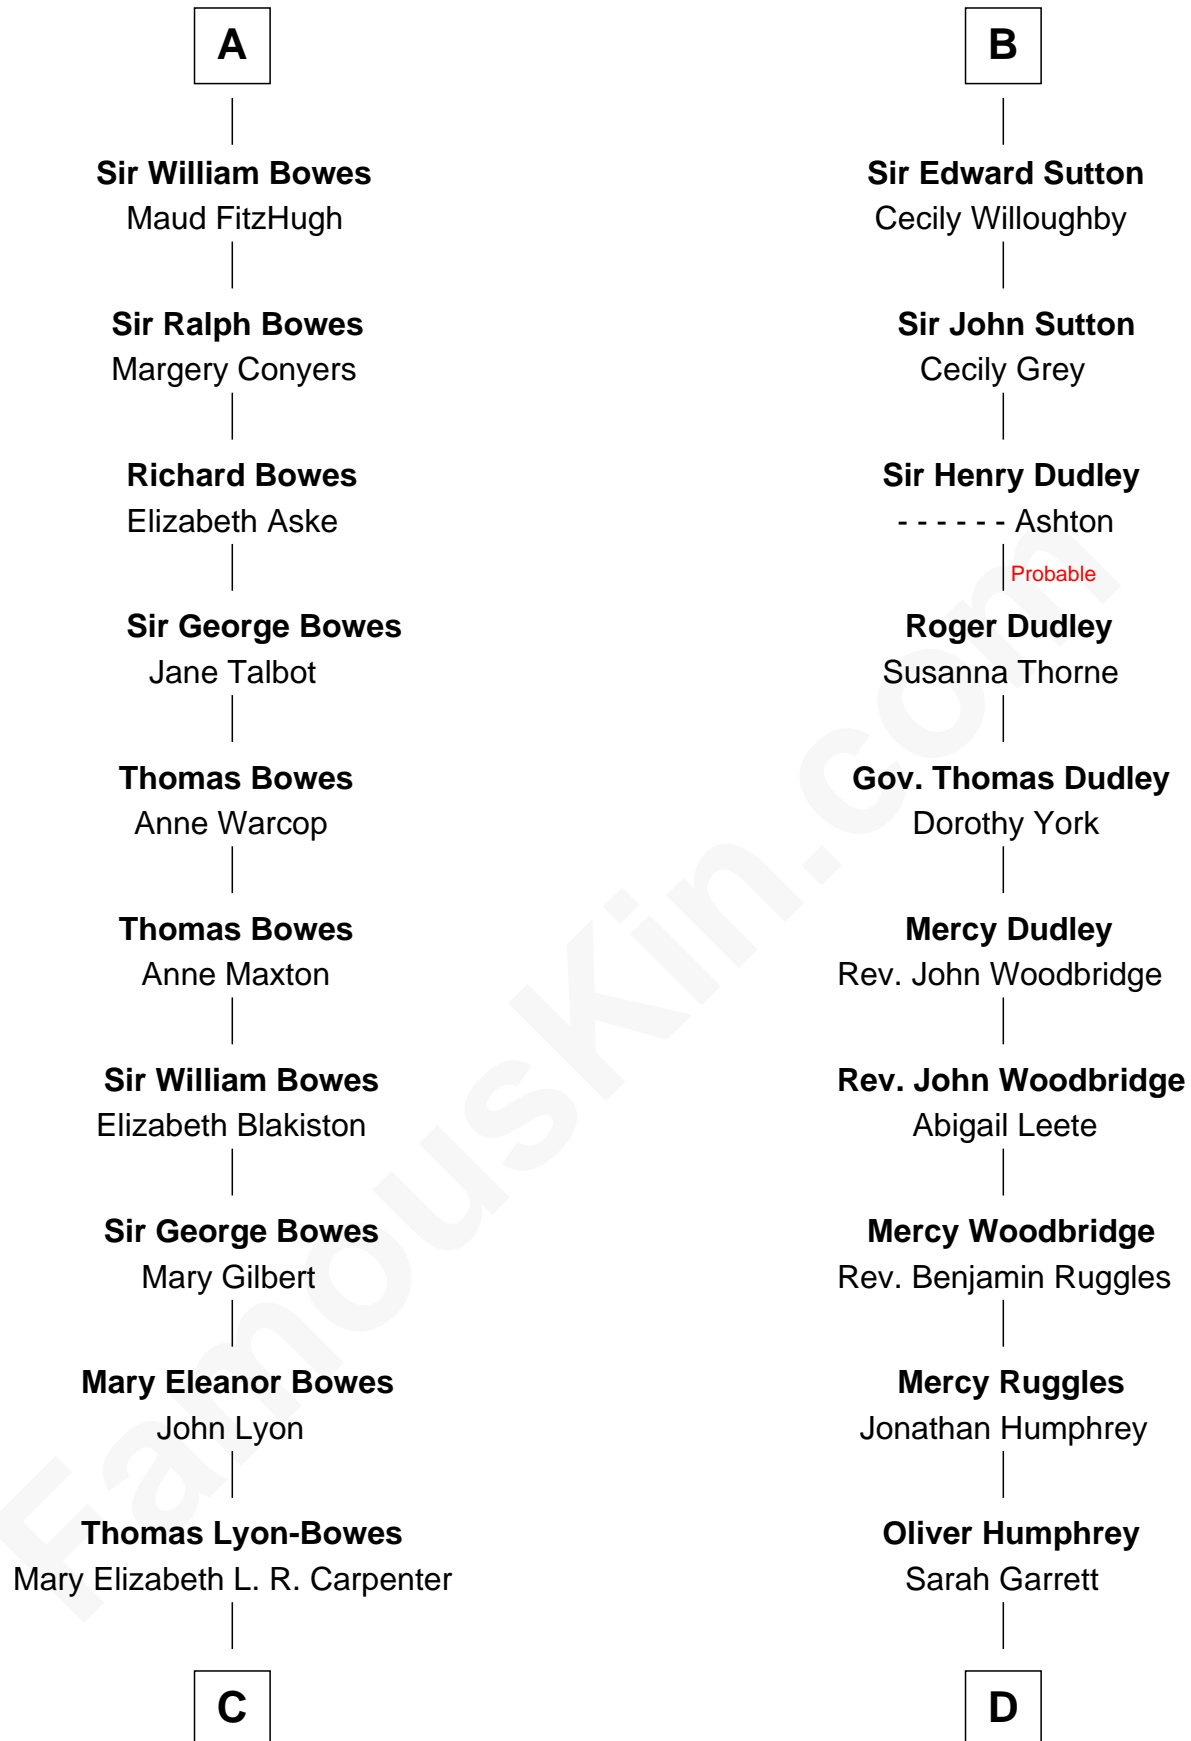 A
Sir William Bowes
Maud FitzHugh
Sir Ralph Bowes
Margery Conyers
Richard Bowes
Elizabeth Aske
Sir George Bowes
Jane Talbot
Thomas Bowes
Anne Warcop
Thomas Bowes
Anne Maxton
Sir William Bowes
Elizabeth Blakiston
Sir George Bowes
Mary Gilbert
Mary Eleanor Bowes
John Lyon
Thomas Lyon-Bowes
Mary Elizabeth L. R. Carpenter
C
B
Sir Edward Sutton
Cecily Willoughby
Sir John Sutton
Cecily Grey
Sir Henry Dudley
- - - - - - Ashton
Probable
Roger Dudley
Susanna Thorne
Gov. Thomas Dudley
Dorothy York
Mercy Dudley
Rev. John Woodbridge
Rev. John Woodbridge
Abigail Leete
Mercy Woodbridge
Rev. Benjamin Ruggles
Mercy Ruggles
Jonathan Humphrey
Oliver Humphrey
Sarah Garrett
D
FamousKin.com